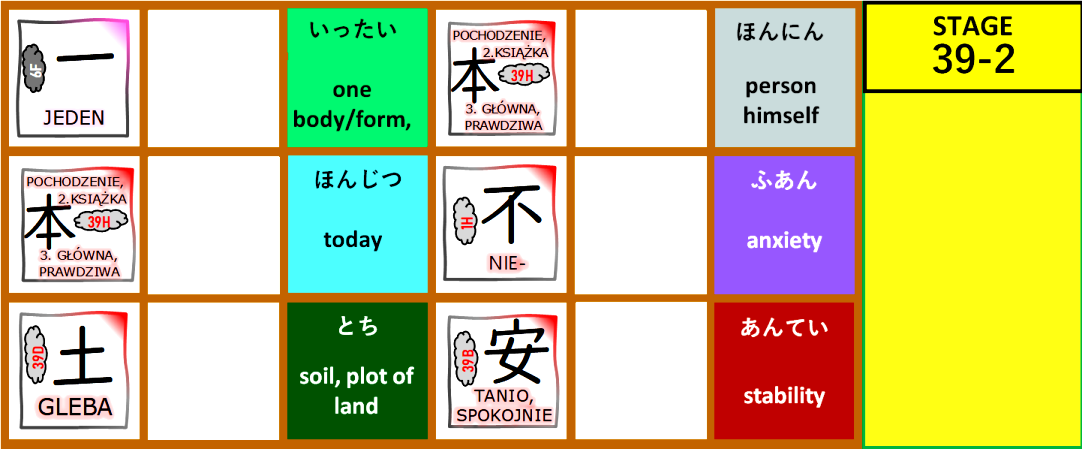 一
6F
JEDEN
いったい
one
body/form,
POCHODZENIE,
2.KSIĄŻKA
本
39H
3. GŁÓWNA,
PRAWDZIWA
ほんにん
person
himself
STAGE
39-2
POCHODZENIE,
2.KSIĄŻKA
本
39H
3. GŁÓWNA,
PRAWDZIWA
ほんじつ
today
1H
不
NIE-
ふあん
anxiety
39D
土
GLEBA
とち
soil, plot of
land
39B
安
TANIO,
SPOKOJNIE
あんてい
stability